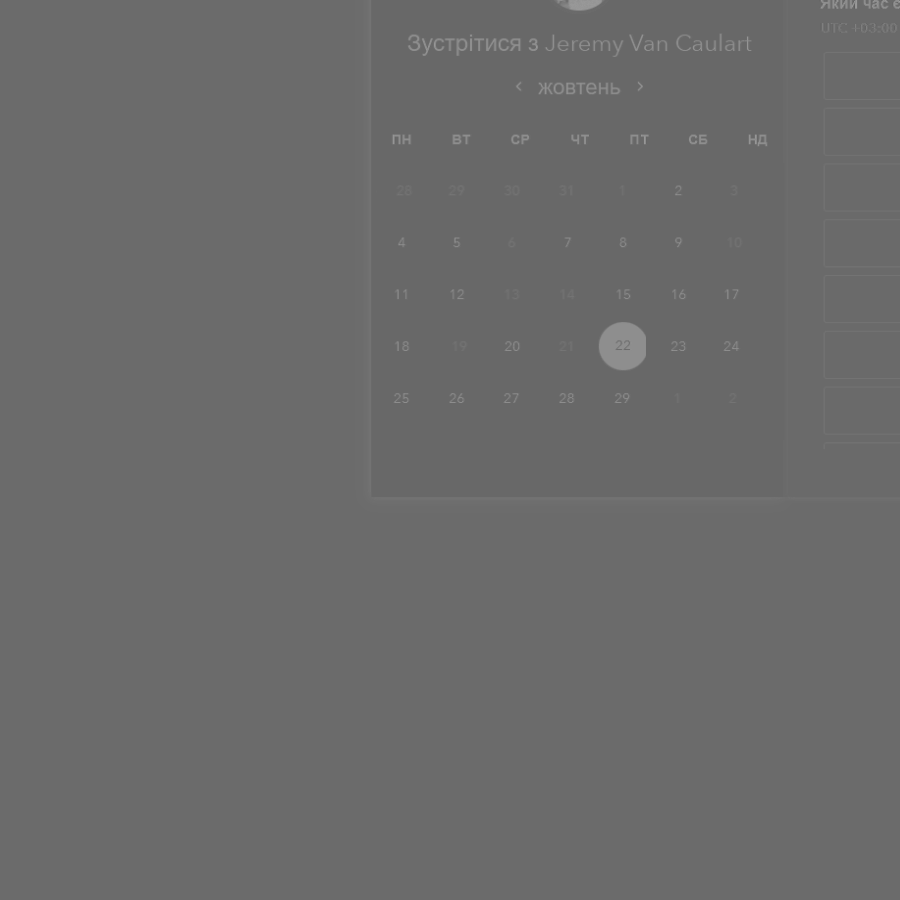 Який час є
UTC +03:00
Зустрітися з Jeremy Van Caulart
‹ жовтень ›
ПН ВТ СР ЧТ ПТ СБ НД
28 29 30 31 1 2 3
4 5 6 7 8 9 10
11 12 13 14 15 16 17
18 19 20 21 22 23 24
25 26 27 28 29 1 2